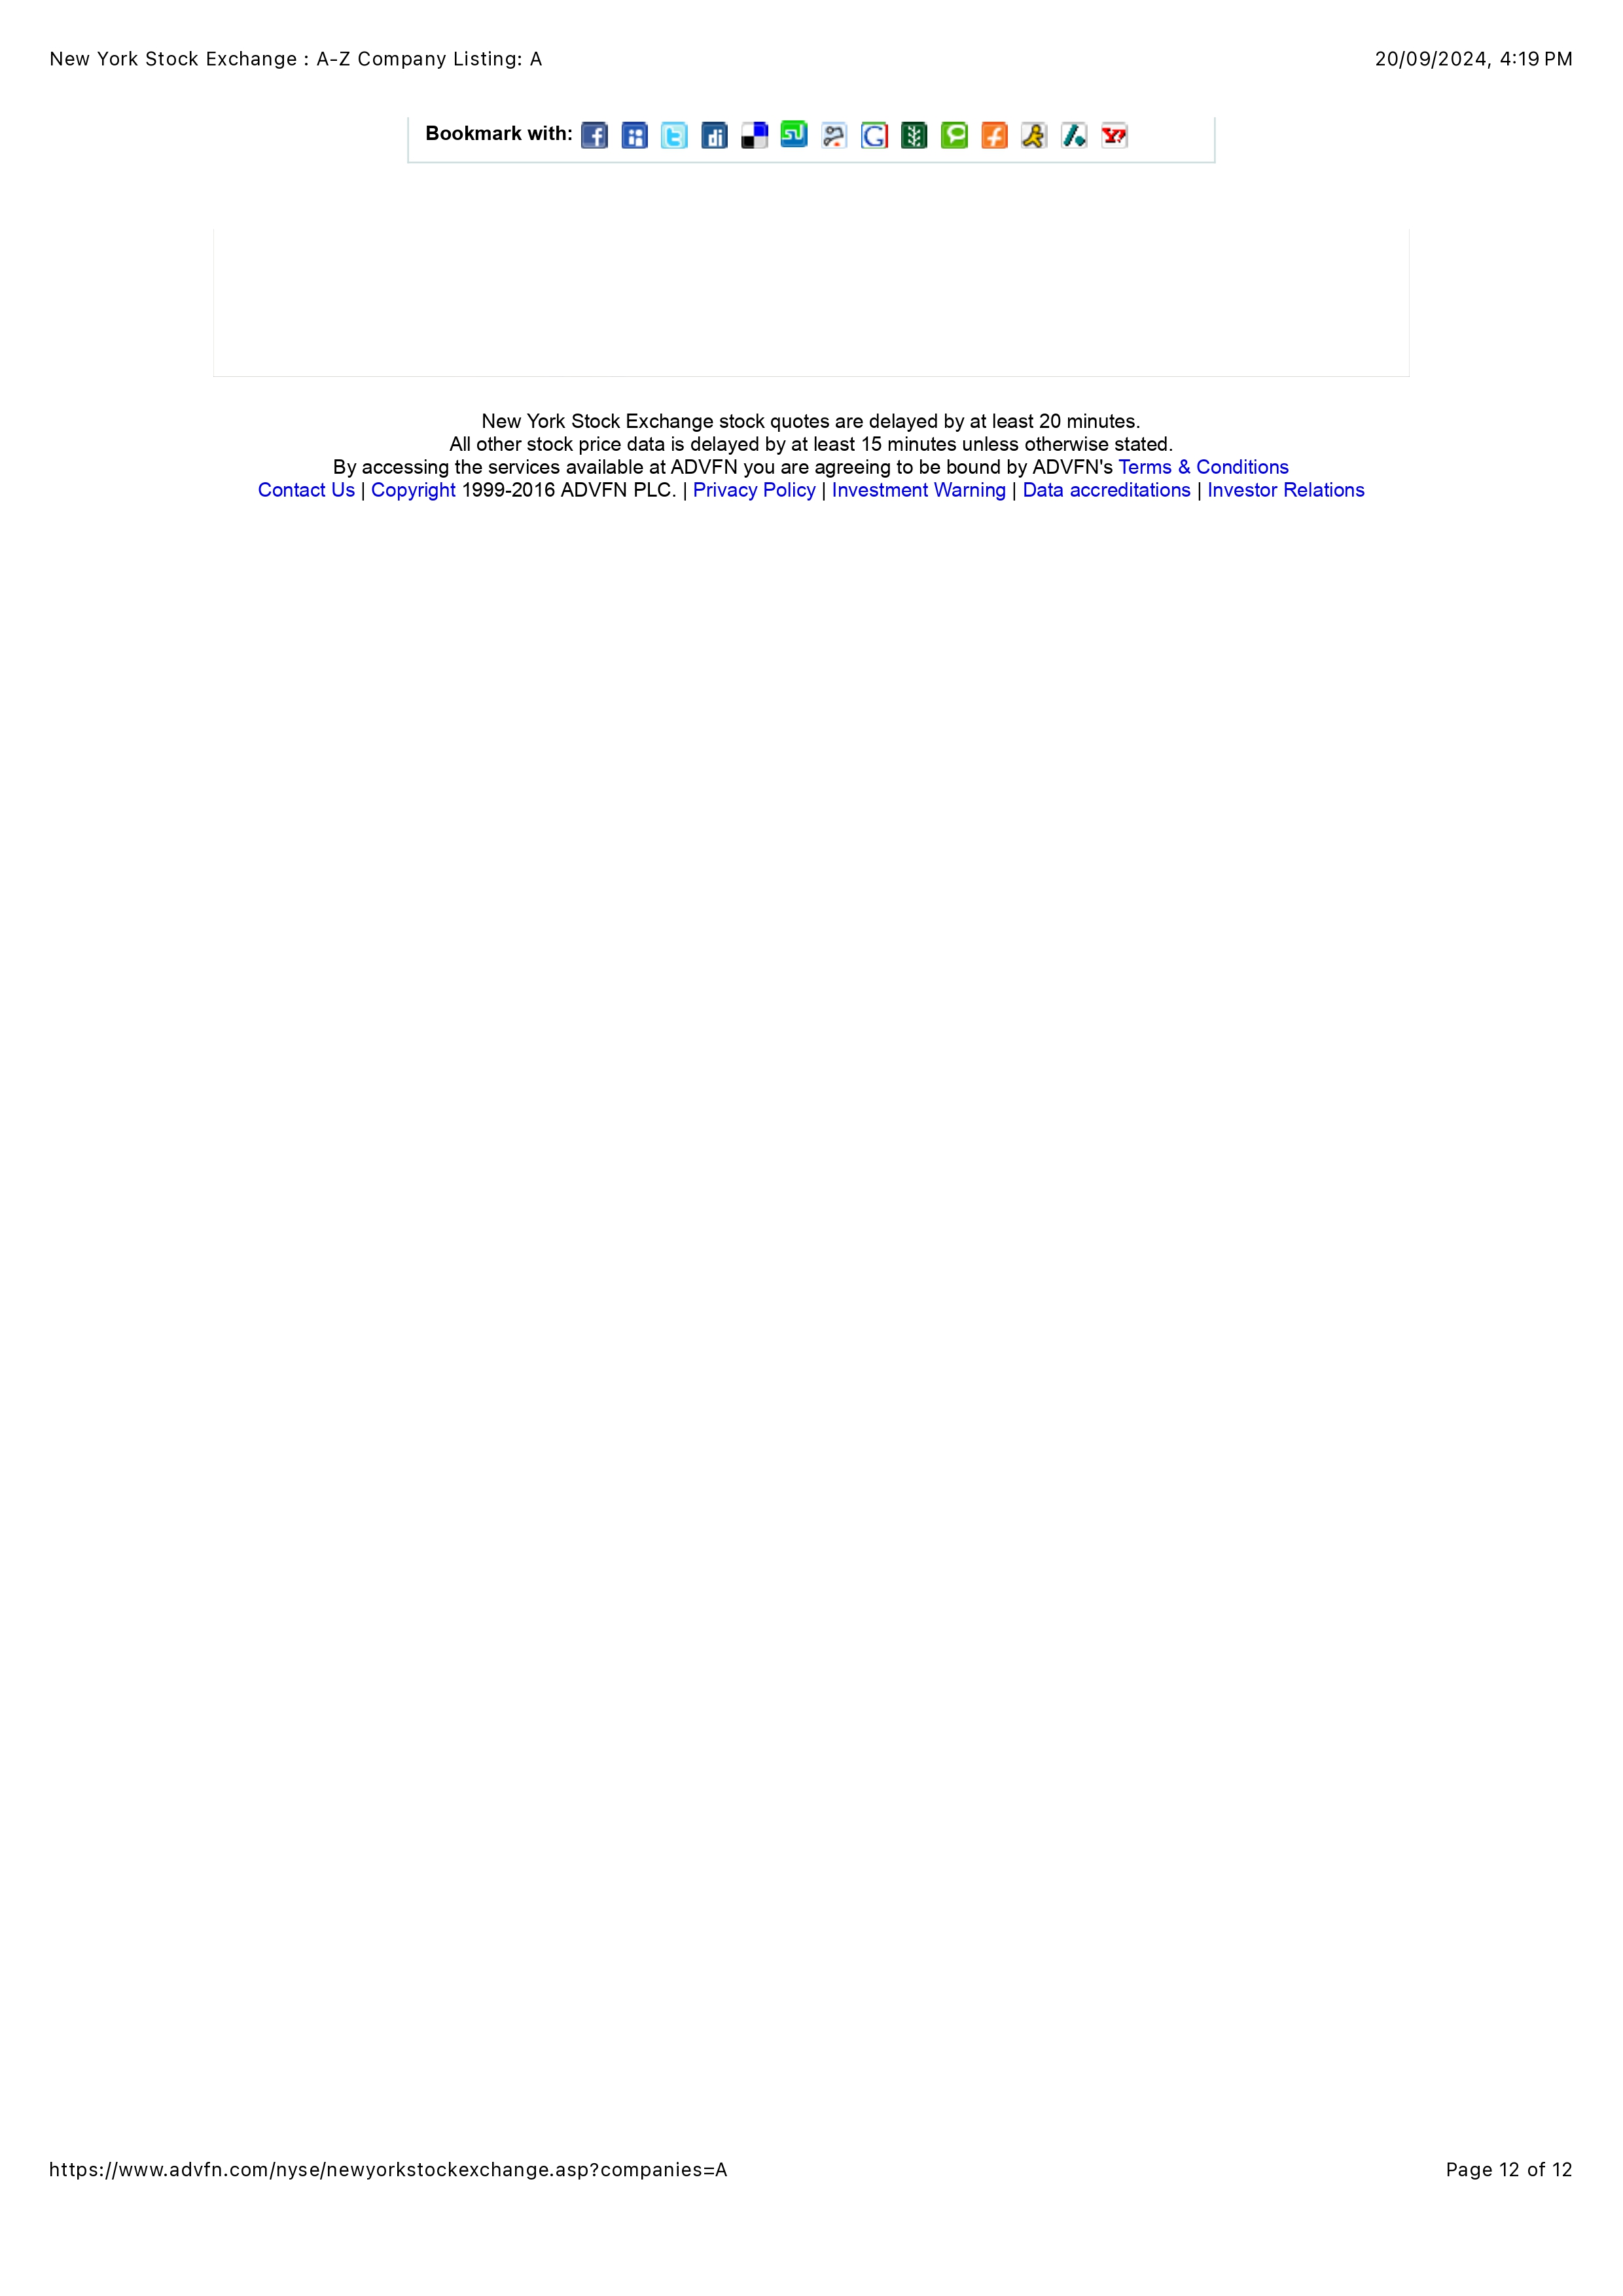 New York Stock Exchange : A-Z Company Listing: A
20/09/2024, 4:19 PM
Bookmark with:
New York Stock Exchange stock quotes are delayed by at least 20 minutes.
All other stock price data is delayed by at least 15 minutes unless otherwise stated.
By accessing the services available at ADVFN you are agreeing to be bound by ADVFN's Terms & Conditions
Contact Us | Copyright 1999-2016 ADVFN PLC. | Privacy Policy | Investment Warning | Data accreditations | Investor Relations
https://www.advfn.com/nyse/newyorkstockexchange.asp?companies=A
Page 12 of 12